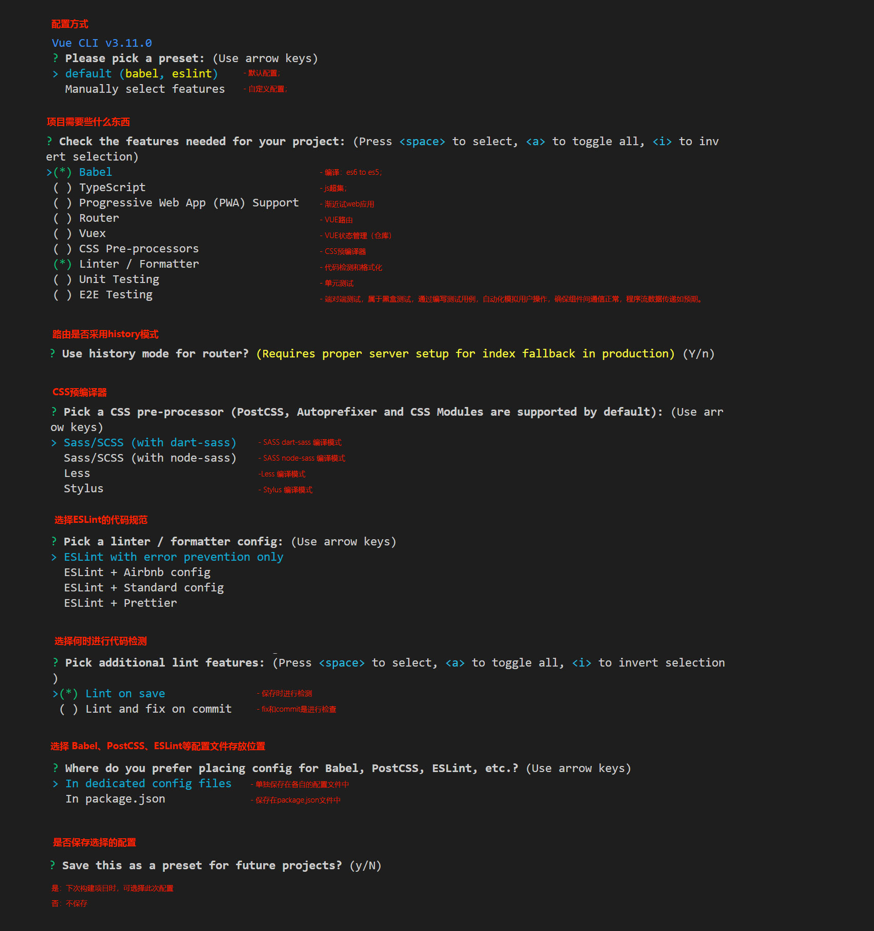 配置方式
Vue CLI v3.11.0
? Please pick a preset: (Use arrow keys)
> default (babel, eslint) - 默认配置，
Manually select features - 自定义配置，
项目需要些什么东西
? Check the features needed for your project: (Press <space> to select, <a> to toggle all, <i> to inv
ert selection)
>(*) Babel - 编译：es6 to es5；
( ) TypeScript - js超集；
( ) Progressive Web App (PWA) Support - 渐近试web应用
( ) Router - VUE路由
( ) Vuex - VUE状态管理（仓库）
( ) CSS Pre-processors - CSS预编译器
(*) Linter / Formatter - 代码检测和格式化
( ) Unit Testing - 单元测试
( ) E2E Testing - 端对端测试，属于黑盒测试，通过编写测试用例，自动化模拟用户操作，确保组件间通信正常，程序流数据传递如预期。
路由是否采用history模式
? Use history mode for router? (Requires proper server setup for index fallback in production) (Y/n)
CSS预编译器
? Pick a CSS pre-processor (PostCSS, Autoprefixer and CSS Modules are supported by default): (Use arr
ow keys)
> Sass/SCSS (with dart-sass) - SASS dart-sass 编译模式
Sass/SCSS (with node-sass) - SASS node-sass 编译模式
Less -Less 编译模式
Stylus - Stylus 编译模式
选择ESLint的代码规范
? Pick a linter / formatter config: (Use arrow keys)
> ESLint with error prevention only
ESLint + Airbnb config
ESLint + Standard config
ESLint + Prettier
选择何时进行代码检测
? Pick additional lint features: (Press <space> to select, <a> to toggle all, <i> to invert selection
)
>(*) Lint on save - 保存时进行检测
( ) Lint and fix on commit - fix和commit是进行检查
选择 Babel、PostCSS、ESLint等配置文件存放位置
? Where do you prefer placing config for Babel, PostCSS, ESLint, etc.? (Use arrow keys)
> In dedicated config files - 单独保存在各自的配置文件中
In package.json - 保存在package.json文件中
是否保存选择的配置
? Save this as a preset for future projects? (y/N)
是：下次构建项目时，可选择此次配置
否：不保存